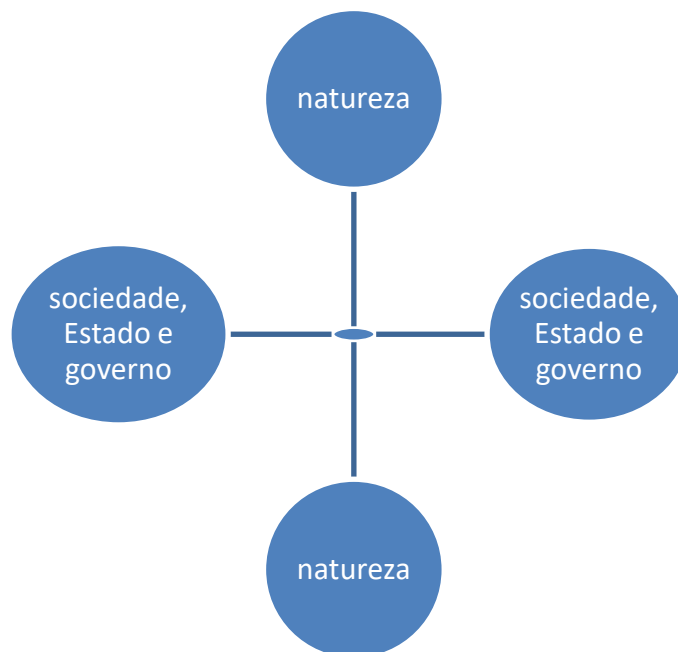 natureza
sociedade,
Estado e
governo
sociedade,
Estado e
governo
natureza